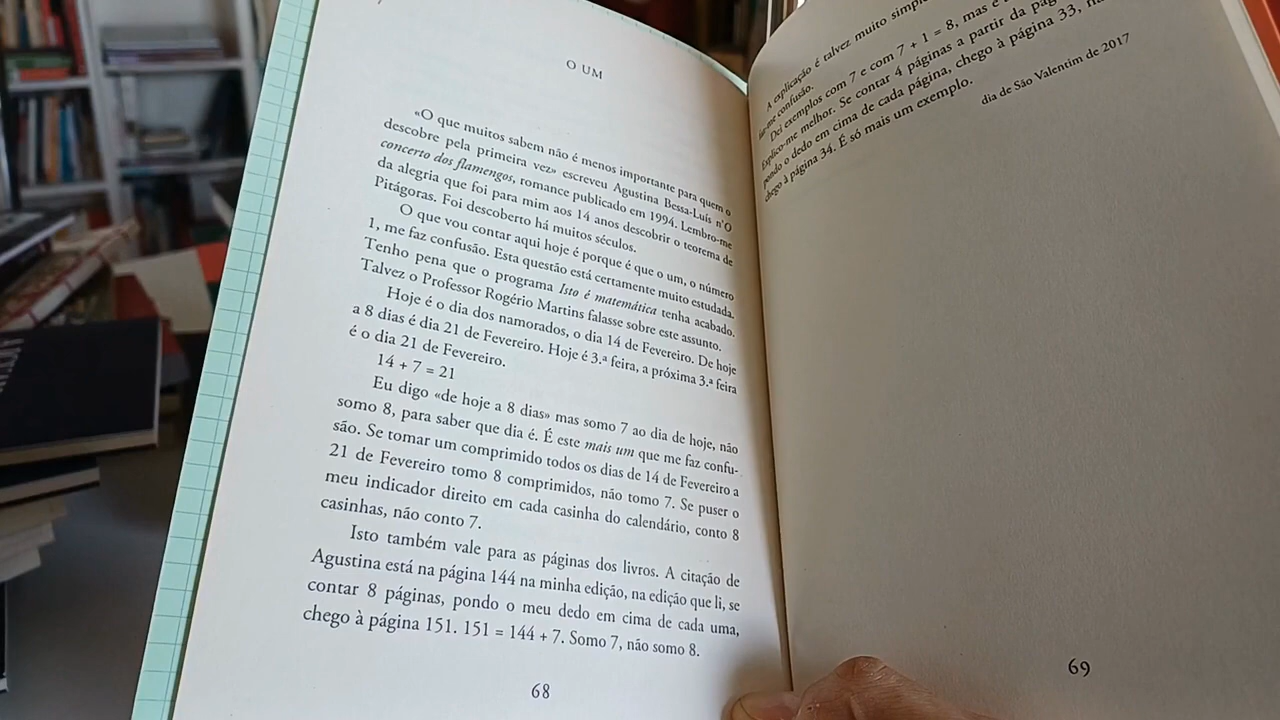 O UM
«O que muitos sabem não é menos importante para quem o
descobre pela primeira vez» escreveu Agustina Bessa-Luís n'O
concerto dos flamengos, romance publicado em 1994. Lembro-me
da alegria que foi para mim aos 14 anos descobrir o teorema de
Pitágoras. Foi descoberto há muitos séculos.
O que vou contar aqui hoje é porque é que o um, o número
1, me faz confusão. Esta questão está certamente muito estudada.
Tenho pena que o programa Isto é matemática tenha acabado.
Talvez o Professor Rogério Martins falasse sobre este assunto.
Hoje é o dia dos namorados, o dia 14 de Fevereiro. De hoje
a 8 dias é dia 21 de Fevereiro. Hoje é 3.ª feira, a próxima 3.ª feira
é o dia 21 de Fevereiro.
14 + 7 = 21
Eu digo «de hoje a 8 dias» mas somo 7 ao dia de hoje, não
somo 8, para saber que dia é. É este mais um que me faz confu-
são. Se tomar um comprimido todos os dias de 14 de Fevereiro a
21 de Fevereiro tomo 8 comprimidos, não tomo 7. Se puser o
meu indicador direito em cada casinha do calendário, conto 8
casinhas, não conto 7.
Isto também vale para as páginas dos livros. A citação de
Agustina está na página 144 na minha edição, na edição que li, se
contar 8 páginas, pondo o meu dedo em cima de cada uma,
chego à página 151. 151 = 144 + 7. Somo 7, não somo 8.
68
A explicação é talvez muito
confusão.
Dei exemplos com 7 e com 7 + 1 = 8, mas
Explico-me melhor. Se contar 4 páginas a partir da
pondo o dedo em cima de cada página, chego à página 33,
chego à página 34. É só mais um exemplo.
dia de São Valentim de 2017
69